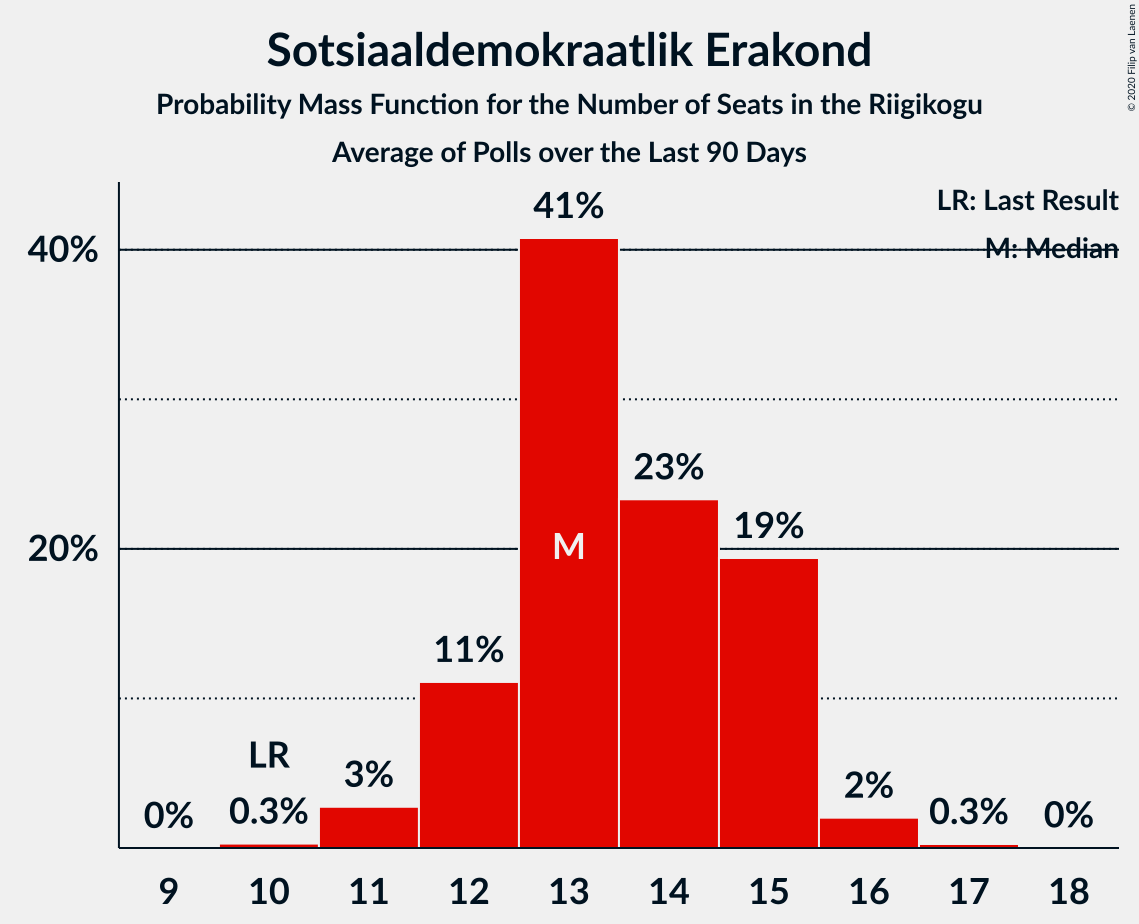 Sotsiaaldemokraatlik Erakond
Probability Mass Function for the Number of Seats in the Riigikogu
Average of Polls over the Last 90 Days
© 2020 Filip van Laenen
LR: Last Result
M: Median
40%
20%
0%
LR
0.3%
3%
11%
41%
M
23%
19%
2%
0.3%
0%
9 10 11 12 13 14 15 16 17 18